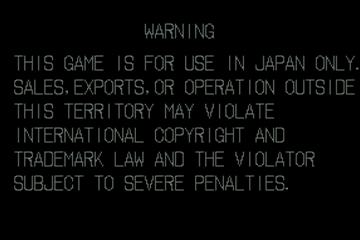 WARNING
THIS GAME IS FOR USE IN JAPAN ONLY.
SALES, EXPORTS, OR OPERATION OUTSIDE
THIS TERRITORY MAY VIOLATE
INTERNATIONAL COPYRIGHT AND
TRADEMARK LAW AND THE VIOLATOR
SUBJECT TO SEVERE PENALTIES.